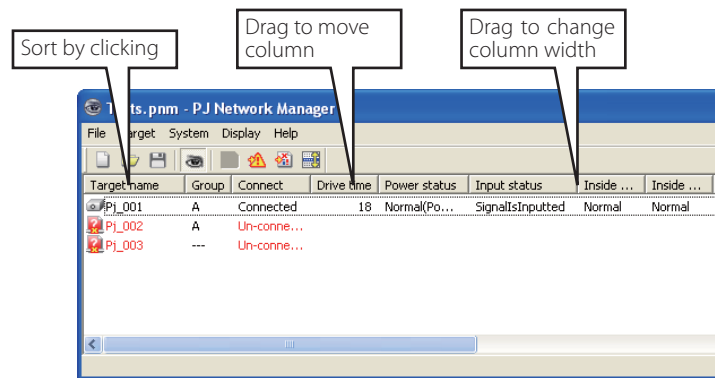 Sort by clicking
Drag to move
column
Drag to change
column width
ts.pnm - PJ Network Manager
File Target System Display Help
Target name Group Connect Drive time Power status Input status Inside ... Inside ...
Pj_001 A Connected 18 Normal(Po... SignalIsInputted Normal Normal
Pj_002 A Un-conne...
Pj_003 --- Un-conne...